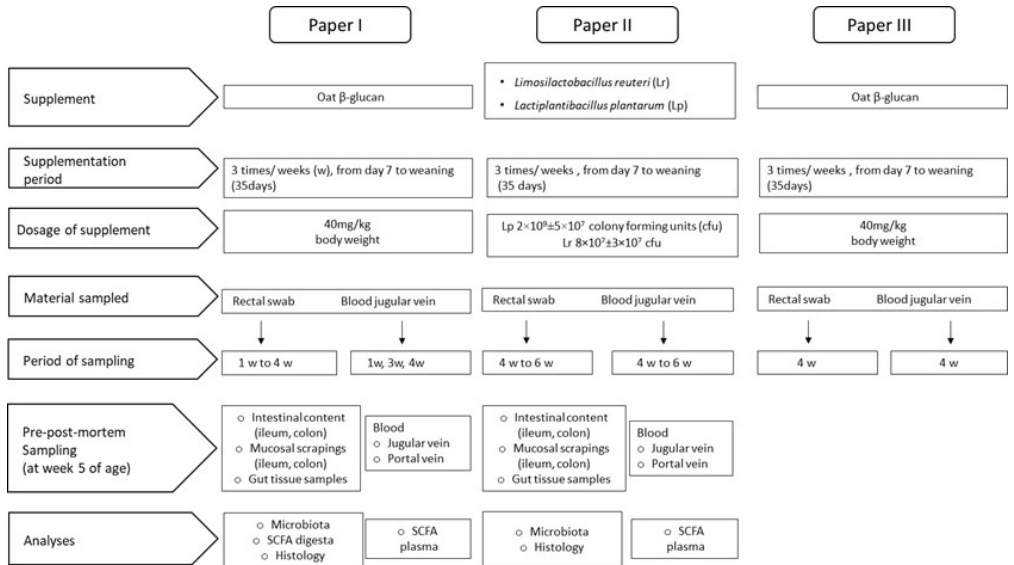 Paper I
Paper II
Paper III
Supplement
Oat β-glucan
• Limosilactobacillus reuteri (Lr)
• Lactiplantibacillus plantarum (Lp)
Oat β-glucan
Supplementation
period
3 times/ weeks (w), from day 7 to weaning
(35days)
3 times/ weeks , from day 7 to weaning
(35 days)
3 times/ weeks , from day 7 to weaning
(35days)
Dosage of supplement
40mg/kg
body weight
Lp 2×10⁹±5×10⁷ colony forming units (cfu)
Lr 8×10⁷±3×10⁷ cfu
40mg/kg
body weight
Material sampled
Rectal swab Blood jugular vein
Rectal swab Blood jugular vein
Rectal swab Blood jugular vein
Period of sampling
1 w to 4 w
1w, 3w, 4w
4 w to 6 w
4 w to 6 w
4 w
4 w
Pre-post-mortem
Sampling
(at week 5 of age)
o Intestinal content
(ileum, colon)
o Mucosal scrapings
(ileum, colon)
o Gut tissue samples
Blood
o Jugular vein
o Portal vein
o Intestinal content
(ileum, colon)
o Mucosal scrapings
(ileum, colon)
o Gut tissue samples
Blood
o Jugular vein
o Portal vein
Analyses
o Microbiota
o SCFA digesta
o Histology
o SCFA
plasma
o Microbiota
o Histology
o SCFA
plasma